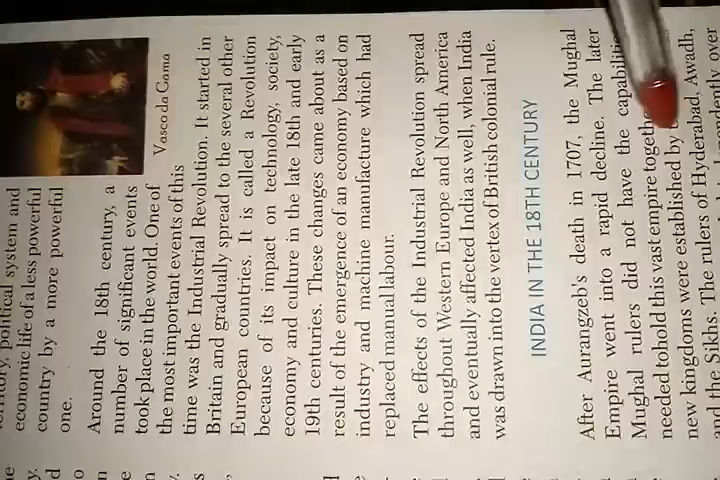 political system and
economic life of a less powerful
country by a more powerful
one.
Vasco da Gama
Around the 18th century, a
number of significant events
took place in the world. One of
the most important events of this
time was the Industrial Revolution. It started in
Britain and gradually spread to the several other
European countries. It is called a Revolution
because of its impact on technology, society,
economy and culture in the late 18th and early
19th centuries. These changes came about as a
result of the emergence of an economy based on
industry and machine manufacture which had
replaced manual labour.
The effects of the Industrial Revolution spread
throughout Western Europe and North America
and eventually affected India as well, when India
was drawn into the vertex of British colonial rule.
INDIA IN THE 18TH CENTURY
After Aurangzeb's death in 1707, the Mughal
Empire went into a rapid decline. The later
Mughal rulers did not have the
needed to hold this vast empire
new kingdoms were established by
and the Sikhs. The rulers of Hyderabad, Awadh,
over